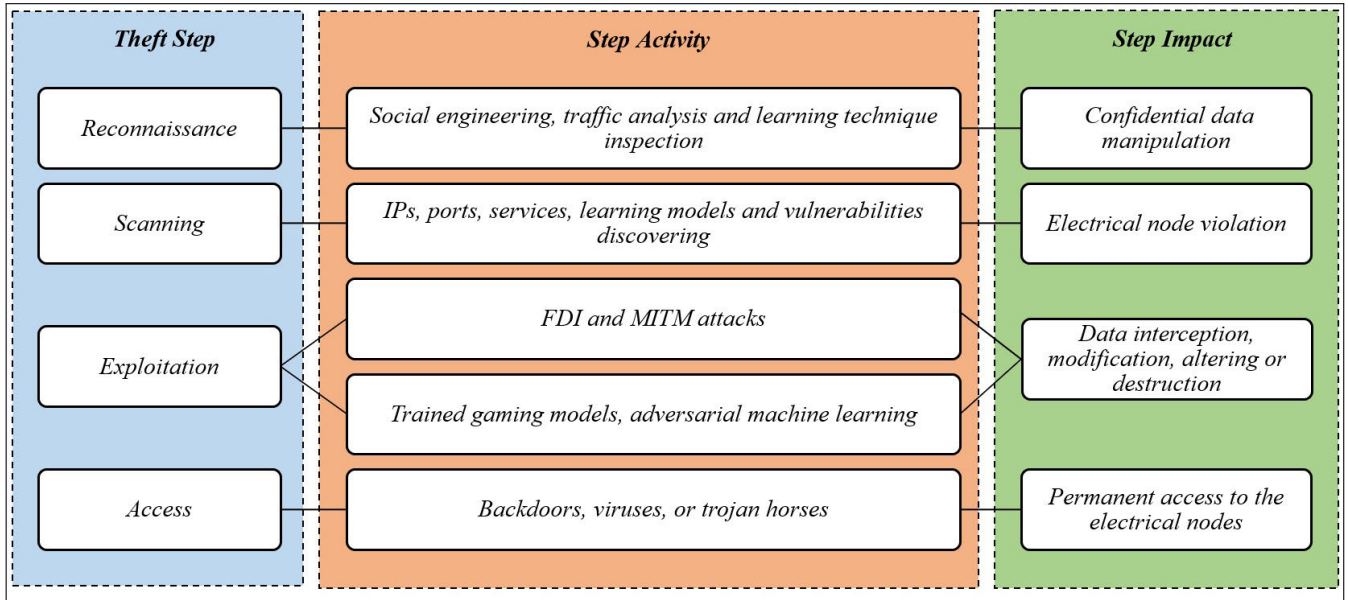 Theft Step
Step Activity
Step Impact
Reconnaissance
Social engineering, traffic analysis and learning technique
inspection
Confidential data
manipulation
Scanning
IPs, ports, services, learning models and vulnerabilities
discovering
Electrical node violation
Exploitation
FDI and MITM attacks
Trained gaming models, adversarial machine learning
Data interception,
modification, altering or
destruction
Access
Backdoors, viruses, or trojan horses
Permanent access to the
electrical nodes